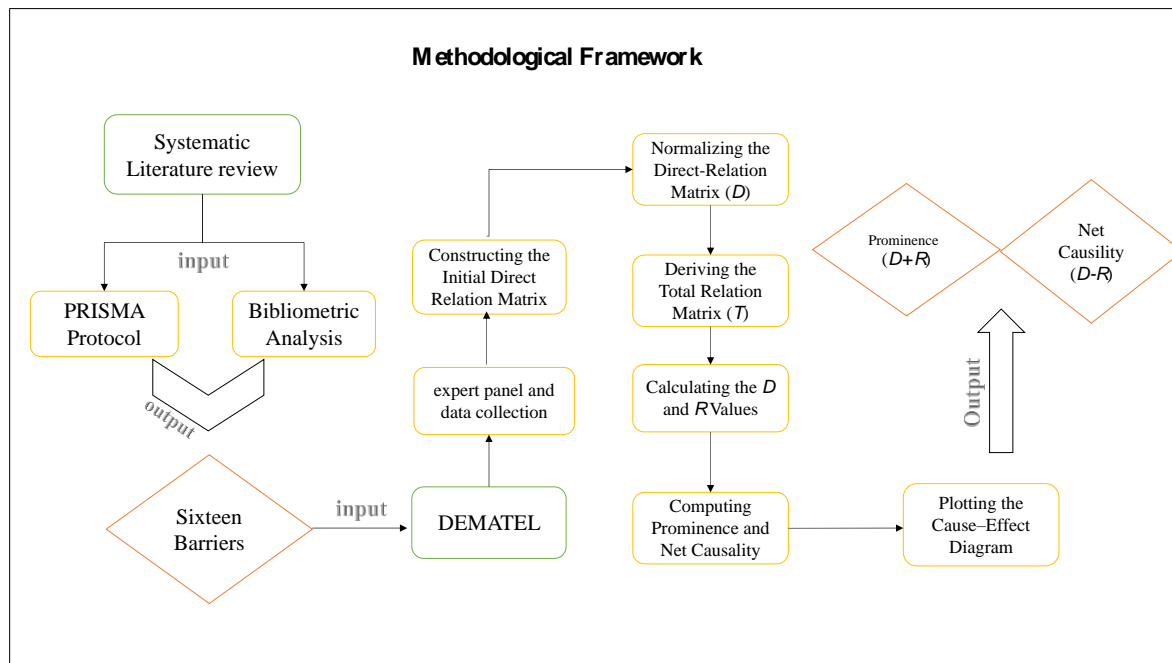 Methodological Framework
Systematic
Literature review
input
PRISMA
Protocol
Bibliometric
Analysis
output
Sixteen
Barriers
input
DEMATEL
expert panel and
data collection
Constructing the
Initial Direct
Relation Matrix
Normalizing the
Direct-Relation
Matrix (D)
Deriving the
Total Relation
Matrix (T)
Calculating the D
and R Values
Computing
Prominence and
Net Causality
Plotting the
Cause–Effect
Diagram
Output
Prominence
(D+R)
Net
Causility
(D-R)